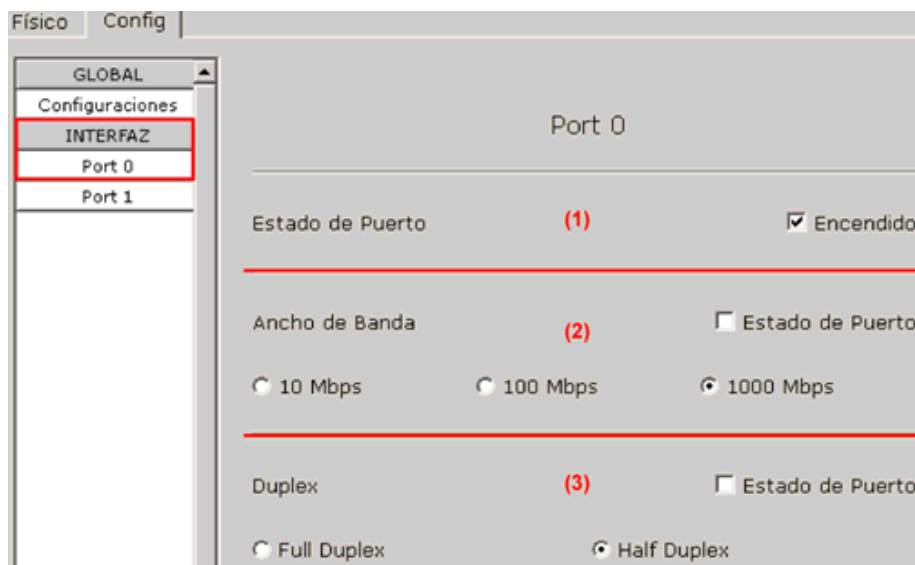 Físico Config
GLOBAL
Configuraciones
INTERFAZ
Port 0
Port 1
Port 0
Estado de Puerto (1) Encendido
Ancho de Banda (2) Estado de Puerto
10 Mbps 100 Mbps 1000 Mbps
Duplex (3) Estado de Puerto
Full Duplex Half Duplex